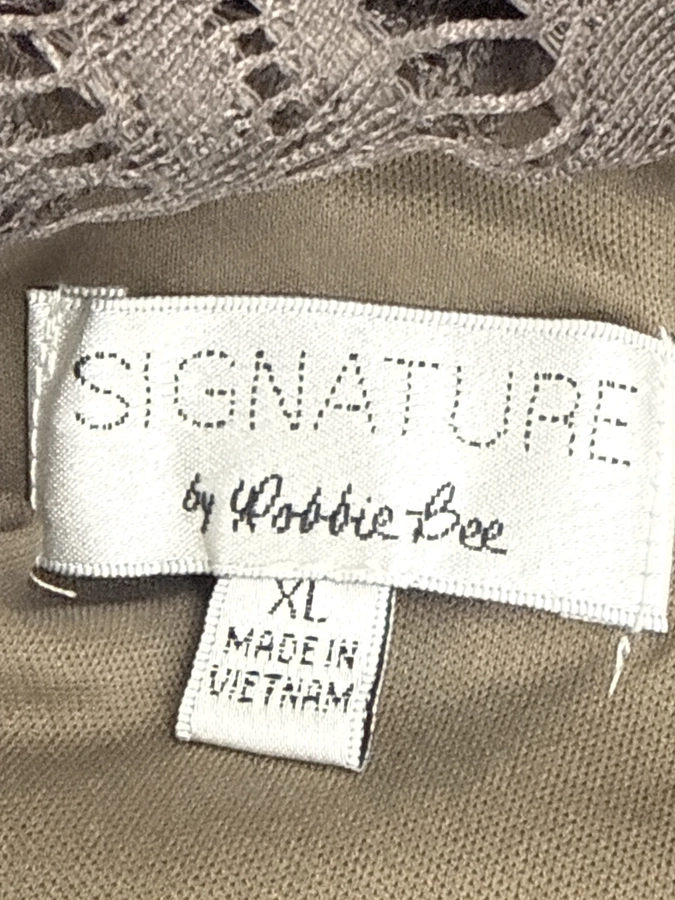 SIGNATURE
by Robbie Bee
XL
MADE IN
VIETNAM